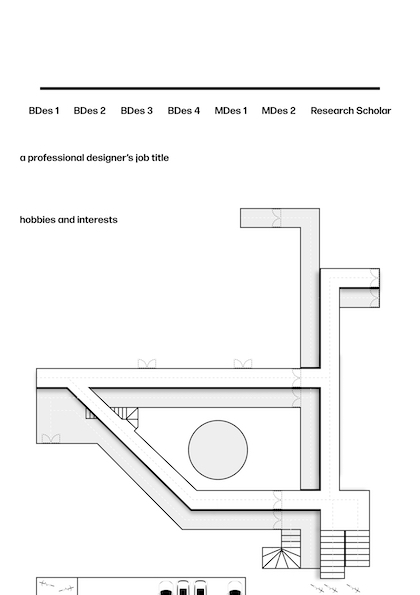 BDes 1 BDes 2 BDes 3 BDes 4 MDes 1 MDes 2 Research Scholar
a professional designer's job title
hobbies and interests